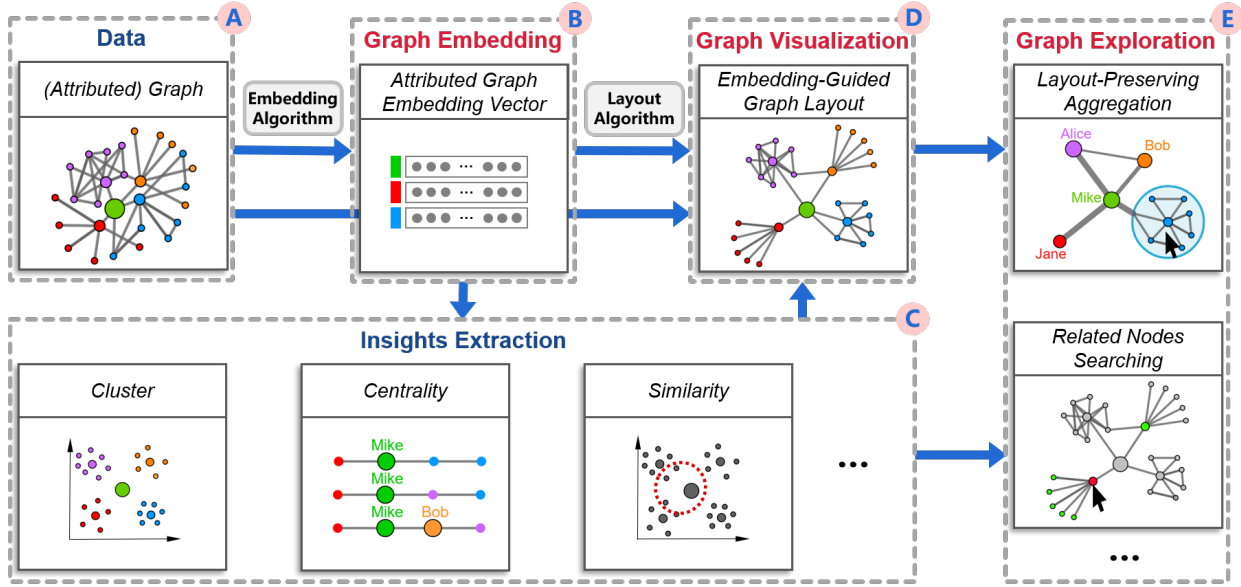 A
Data
(Attributed) Graph
Embedding
Algorithm
B
Graph Embedding
Attributed Graph
Embedding Vector
...
...
...
Layout
Algorithm
D
Graph Visualization
Embedding-Guided
Graph Layout
E
Graph Exploration
Layout-Preserving
Aggregation
Alice
Bob
Mike
Jane
Related Nodes
Searching
...
C
Insights Extraction
Cluster
Centrality
Mike
Mike
Mike
Bob
Similarity
...